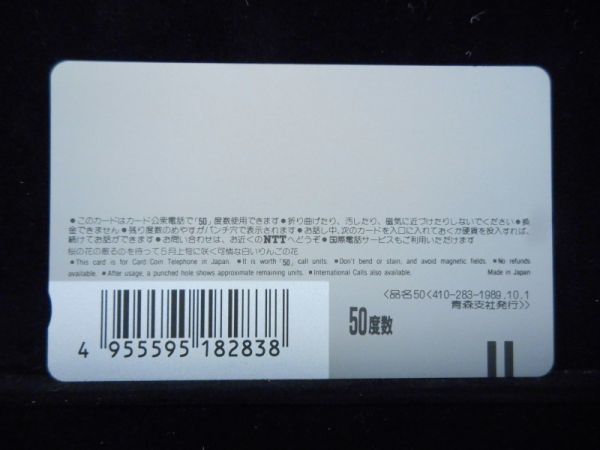 ●このカードはカード公衆電話で「50」度数使用できます●折り曲げたり、汚したり、磁気に近づけたりしないでください●換
金できません●残り度数のめやすがパンチ穴で表示されます●お話し中、次のカードを入口に入れておくか硬貨を投入すれば、
続けてお話ができます●お問い合わせは、お近くのNTTへどうぞ●国際電話サービスもご利用いただけます
桜の花の散るのを待って5月上旬に咲く可憐な白いりんごの花
●This card is for Card Coin Telephone in Japan. ●It is worth「50」call units. ●Don't bend or stain, and avoid magnetic fields. ●No refunds
available. ●After usage, a punched hole shows approximate remaining units. ●International Calls also available. Made in Japan
〈品名50〈410-283-1989.10.1
青森支社発行〉〉
50度数
4 955595 182838